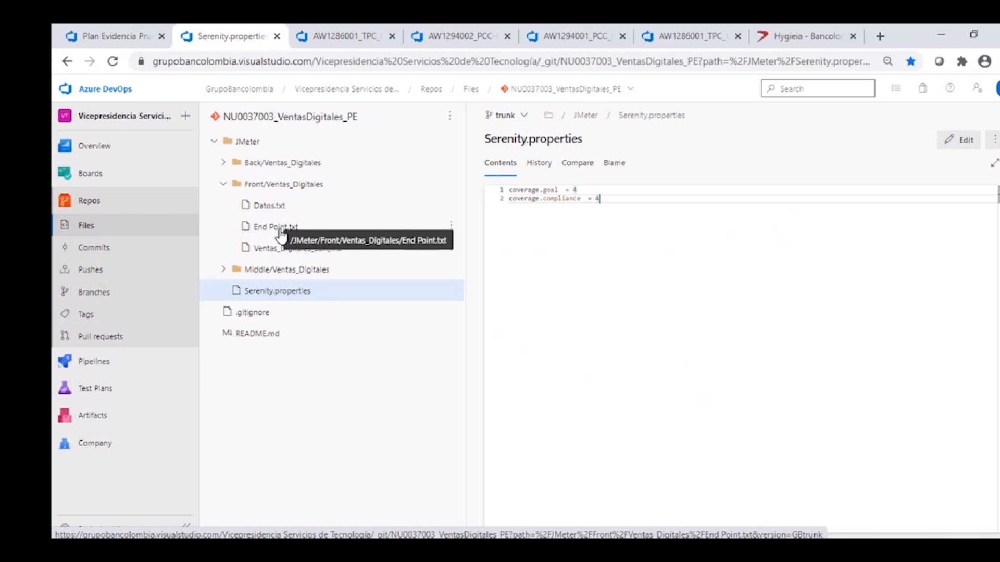 Plan Evidencia Pru
Serenity.propertie
AW1286001_TPC_
AW1294002_PCC-
AW1294001_PCC_
AW1286001_TPC_
Hygieia - Bancolor
grupobancolombia.visualstudio.com/Vicepresidencia%20Servicios%20de%20Tecnología/_git/NU0037003_VentasDigitales_PE?path=%2FJMeter%2FSerenity.proper...
Azure DevOps
GrupoBancolombia / Vicepresidencia Servicios de... / Repos / Files / NU0037003_VentasDigitales_PE
Search
VT Vicepresidencia Servici...
Overview
Boards
Repos
Files
Commits
Pushes
Branches
Tags
Pull requests
Pipelines
Test Plans
Artifacts
Company
NU0037003_VentasDigitales_PE
JMeter
Back/Ventas_Digitales
Front/Ventas_Digitales
Datos.txt
End Point.txt
/JMeter/Front/Ventas_Digitales/End Point.txt
Middle/Ventas_Digitales
Serenity.properties
.gitignore
README.md
trunk / JMeter / Serenity.properties
Serenity.properties
Edit
Contents History Compare Blame
1 coverage.goal = 4
2 coverage.compliance = 4
https://grupobancolombia.visualstudio.com/Vicepresidencia Servicios de Tecnología/_git/NU0037003_VentasDigitales_PE?path=%2FJMeter%2FFront%2FVentas_Digitales%2FEnd Point.txt&version=GBtrunk